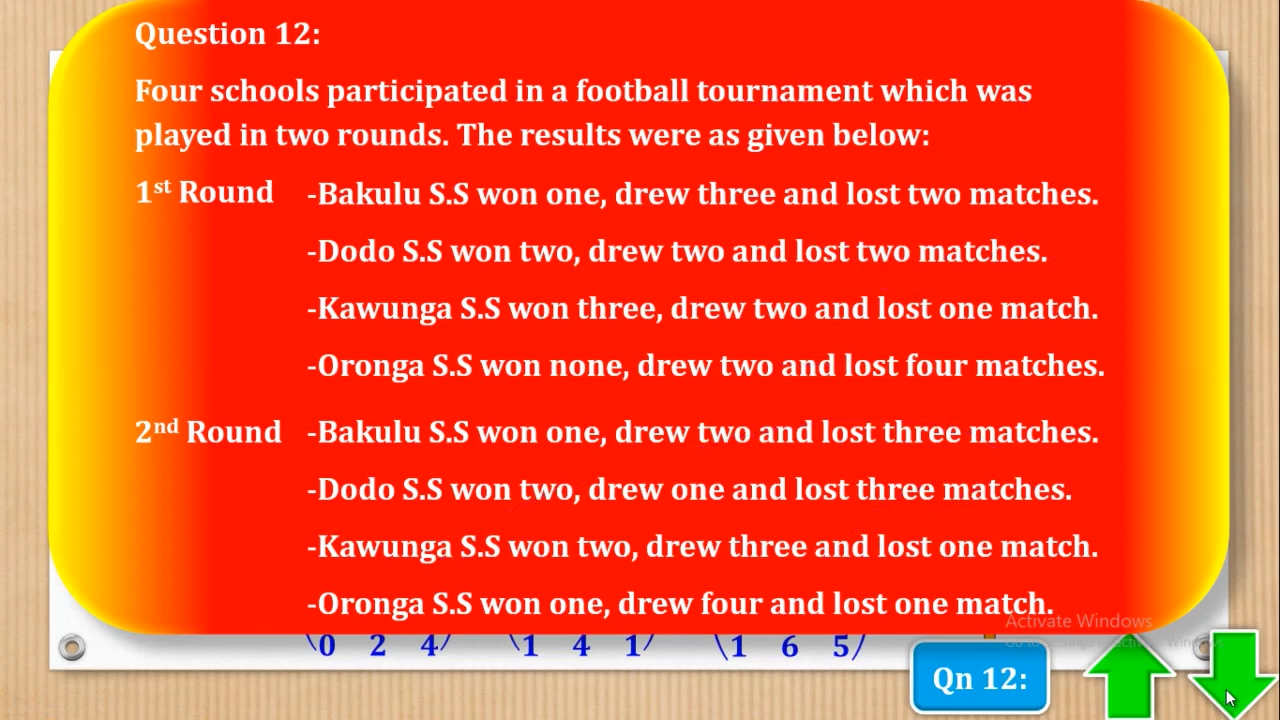 Question 12:
Four schools participated in a football tournament which was
played in two rounds. The results were as given below:
1st Round -Bakulu S.S won one, drew three and lost two matches.
-Dodo S.S won two, drew two and lost two matches.
-Kawunga S.S won three, drew two and lost one match.
-Oronga S.S won none, drew two and lost four matches.
2nd Round -Bakulu S.S won one, drew two and lost three matches.
-Dodo S.S won two, drew one and lost three matches.
-Kawunga S.S won two, drew three and lost one match.
-Oronga S.S won one, drew four and lost one match.
Activate Windows
0 2 4 1 4 1 1 6 5
Qn 12: